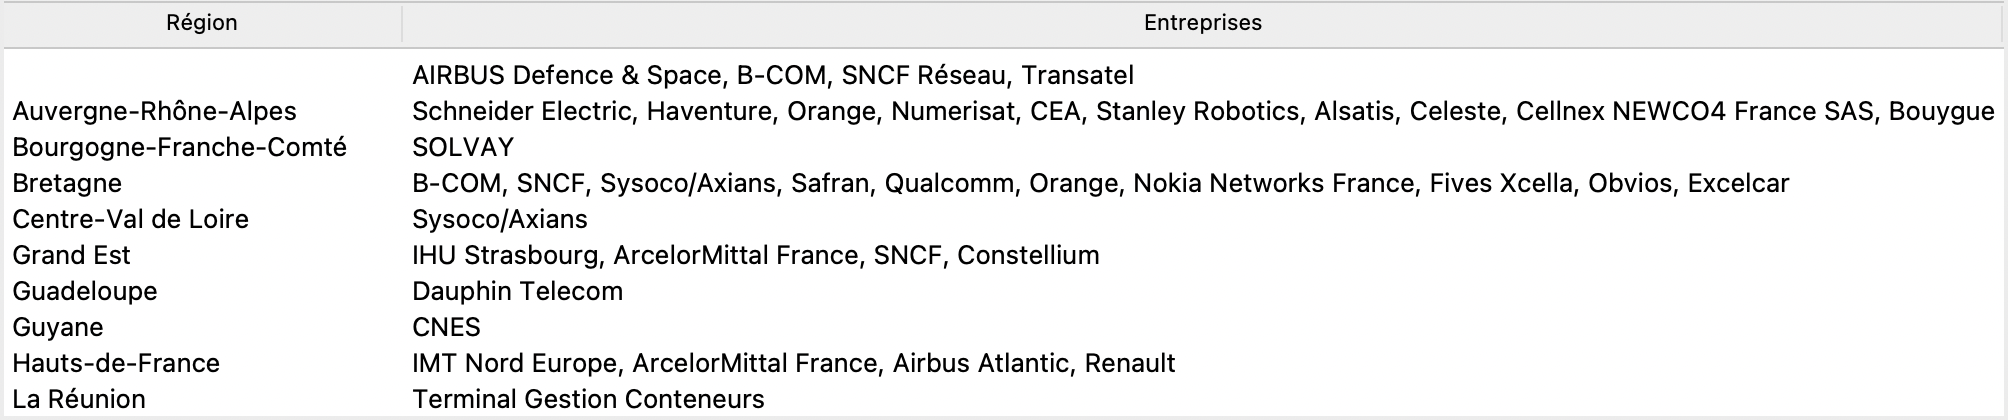 Région Entreprises
AIRBUS Defence & Space, B-COM, SNCF Réseau, Transatel
Auvergne-Rhône-Alpes Schneider Electric, Haventure, Orange, Numerisat, CEA, Stanley Robotics, Alsatis, Celeste, Cellnex NEWCO4 France SAS, Bouygue
Bourgogne-Franche-Comté SOLVAY
Bretagne B-COM, SNCF, Sysoco/Axians, Safran, Qualcomm, Orange, Nokia Networks France, Fives Xcella, Obvios, Excelcar
Centre-Val de Loire Sysoco/Axians
Grand Est IHU Strasbourg, ArcelorMittal France, SNCF, Constellium
Guadeloupe Dauphin Telecom
Guyane CNES
Hauts-de-France IMT Nord Europe, ArcelorMittal France, Airbus Atlantic, Renault
La Réunion Terminal Gestion Conteneurs